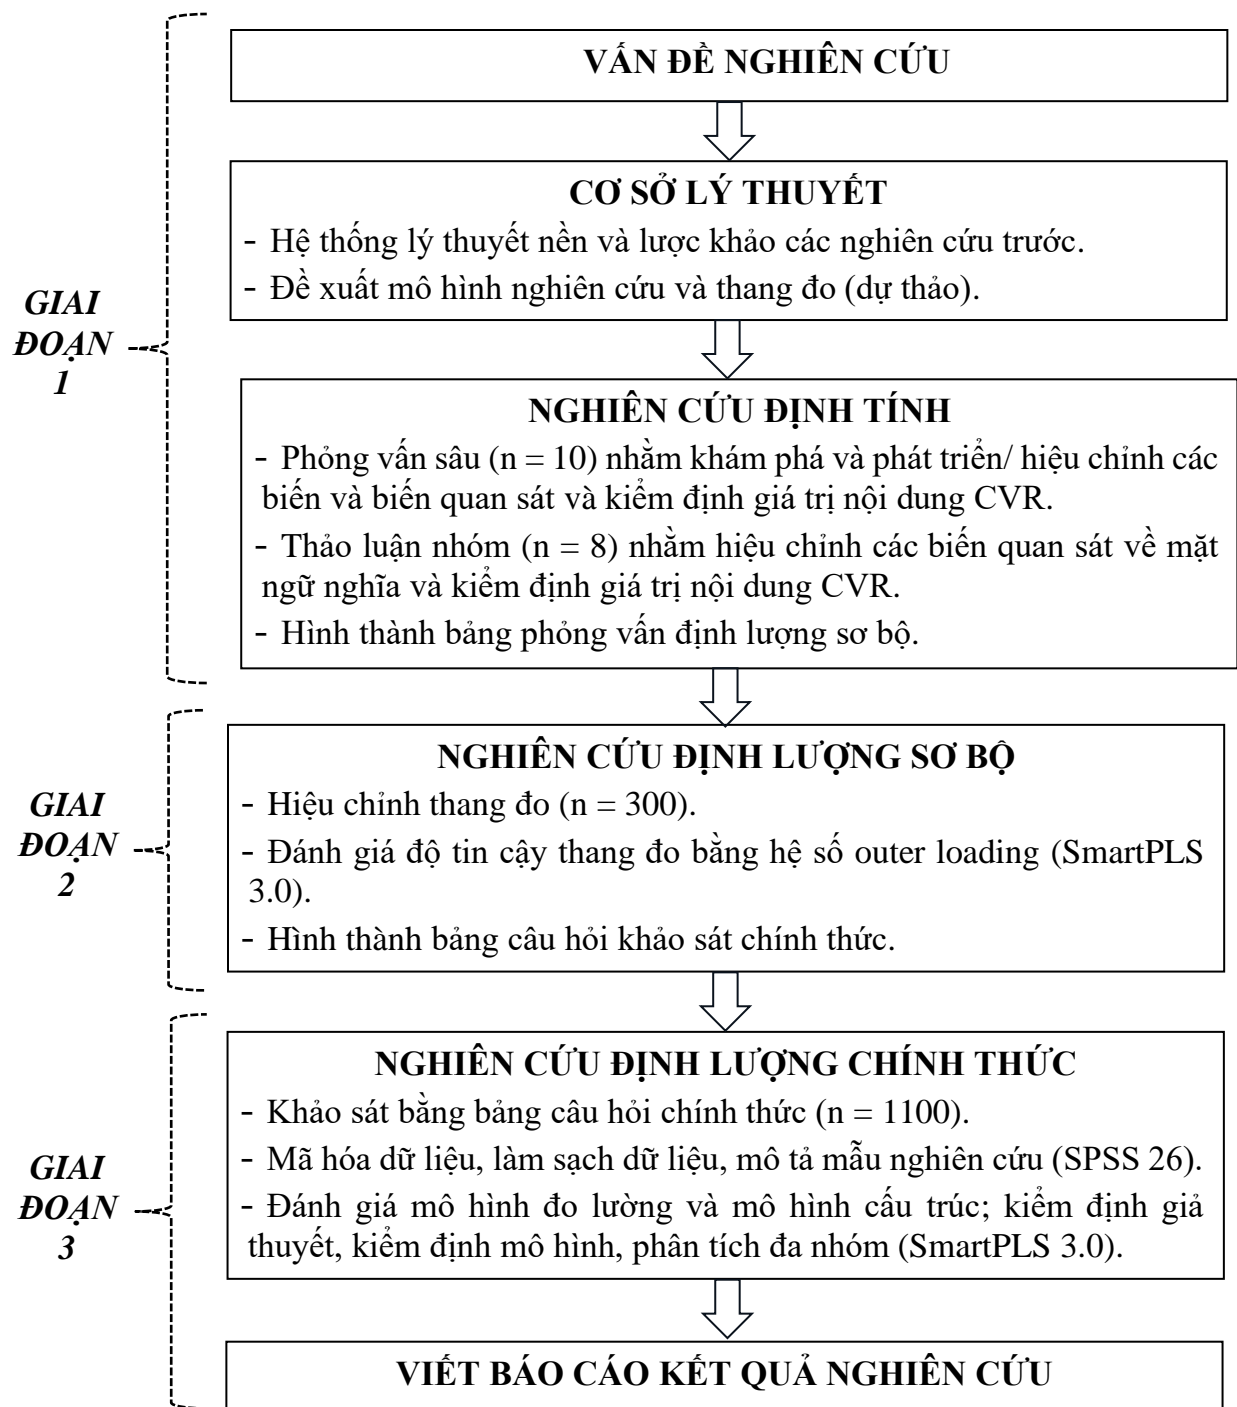 VẤN ĐỀ NGHIÊN CỨU
CƠ SỞ LÝ THUYẾT
- Hệ thống lý thuyết nền và lược khảo các nghiên cứu trước.
- Đề xuất mô hình nghiên cứu và thang đo (dự thảo).
GIAI
ĐOẠN
1
NGHIÊN CỨU ĐỊNH TÍNH
- Phỏng vấn sâu (n = 10) nhằm khám phá và phát triển/ hiệu chỉnh các
biến và biến quan sát và kiểm định giá trị nội dung CVR.
- Thảo luận nhóm (n = 8) nhằm hiệu chỉnh các biến quan sát về mặt
ngữ nghĩa và kiểm định giá trị nội dung CVR.
- Hình thành bảng phỏng vấn định lượng sơ bộ.
GIAI
ĐOẠN
2
NGHIÊN CỨU ĐỊNH LƯỢNG SƠ BỘ
- Hiệu chỉnh thang đo (n = 300).
- Đánh giá độ tin cậy thang đo bằng hệ số outer loading (SmartPLS
3.0).
- Hình thành bảng câu hỏi khảo sát chính thức.
GIAI
ĐOẠN
3
NGHIÊN CỨU ĐỊNH LƯỢNG CHÍNH THỨC
- Khảo sát bằng bảng câu hỏi chính thức (n = 1100).
- Mã hóa dữ liệu, làm sạch dữ liệu, mô tả mẫu nghiên cứu (SPSS 26).
- Đánh giá mô hình đo lường và mô hình cấu trúc; kiểm định giả
thuyết, kiểm định mô hình, phân tích đa nhóm (SmartPLS 3.0).
VIẾT BÁO CÁO KẾT QUẢ NGHIÊN CỨU